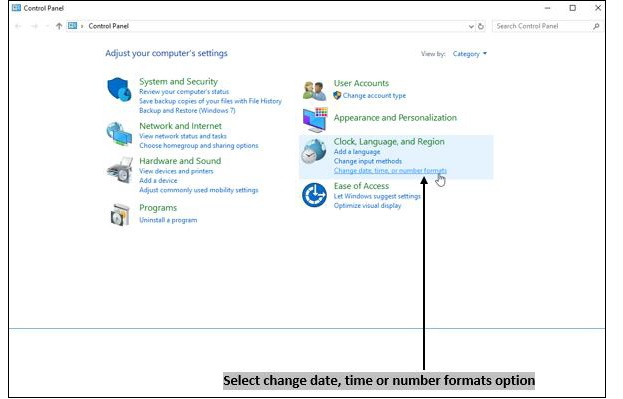 Control Panel
Control Panel
Search Control Panel
Adjust your computer's settings
View by: Category
System and Security
Review your computer's status
Save backup copies of your files with File History
Backup and Restore (Windows 7)
Network and Internet
View network status and tasks
Choose homegroup and sharing options
Hardware and Sound
View devices and printers
Add a device
Adjust commonly used mobility settings
Programs
Uninstall a program
User Accounts
Change account type
Appearance and Personalization
Clock, Language, and Region
Add a language
Change input methods
Change date, time, or number formats
Ease of Access
Let Windows suggest settings
Optimize visual display
Select change date, time or number formats option